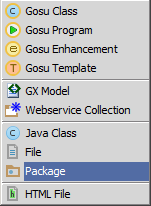 Gosu Class
Gosu Program
Gosu Enhancement
Gosu Template
GX Model
Webservice Collection
Java Class
File
Package
HTML File